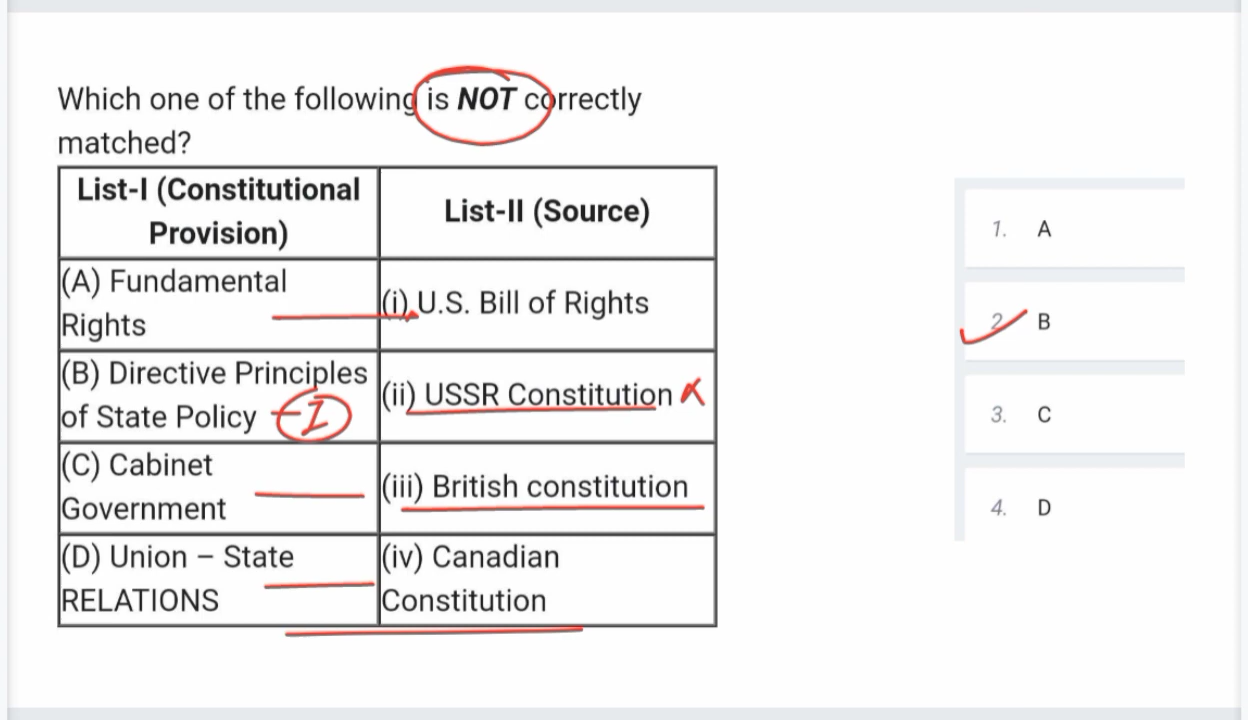 Which one of the following is NOT correctly
matched?
List-I (Constitutional
Provision)
List-II (Source)
(A) Fundamental
Rights
(i) U.S. Bill of Rights
(B) Directive Principles
of State Policy
I
(ii) USSR Constitution
(C) Cabinet
Government
(iii) British constitution
(D) Union – State
RELATIONS
(iv) Canadian
Constitution
1. A
2. B
3. C
4. D